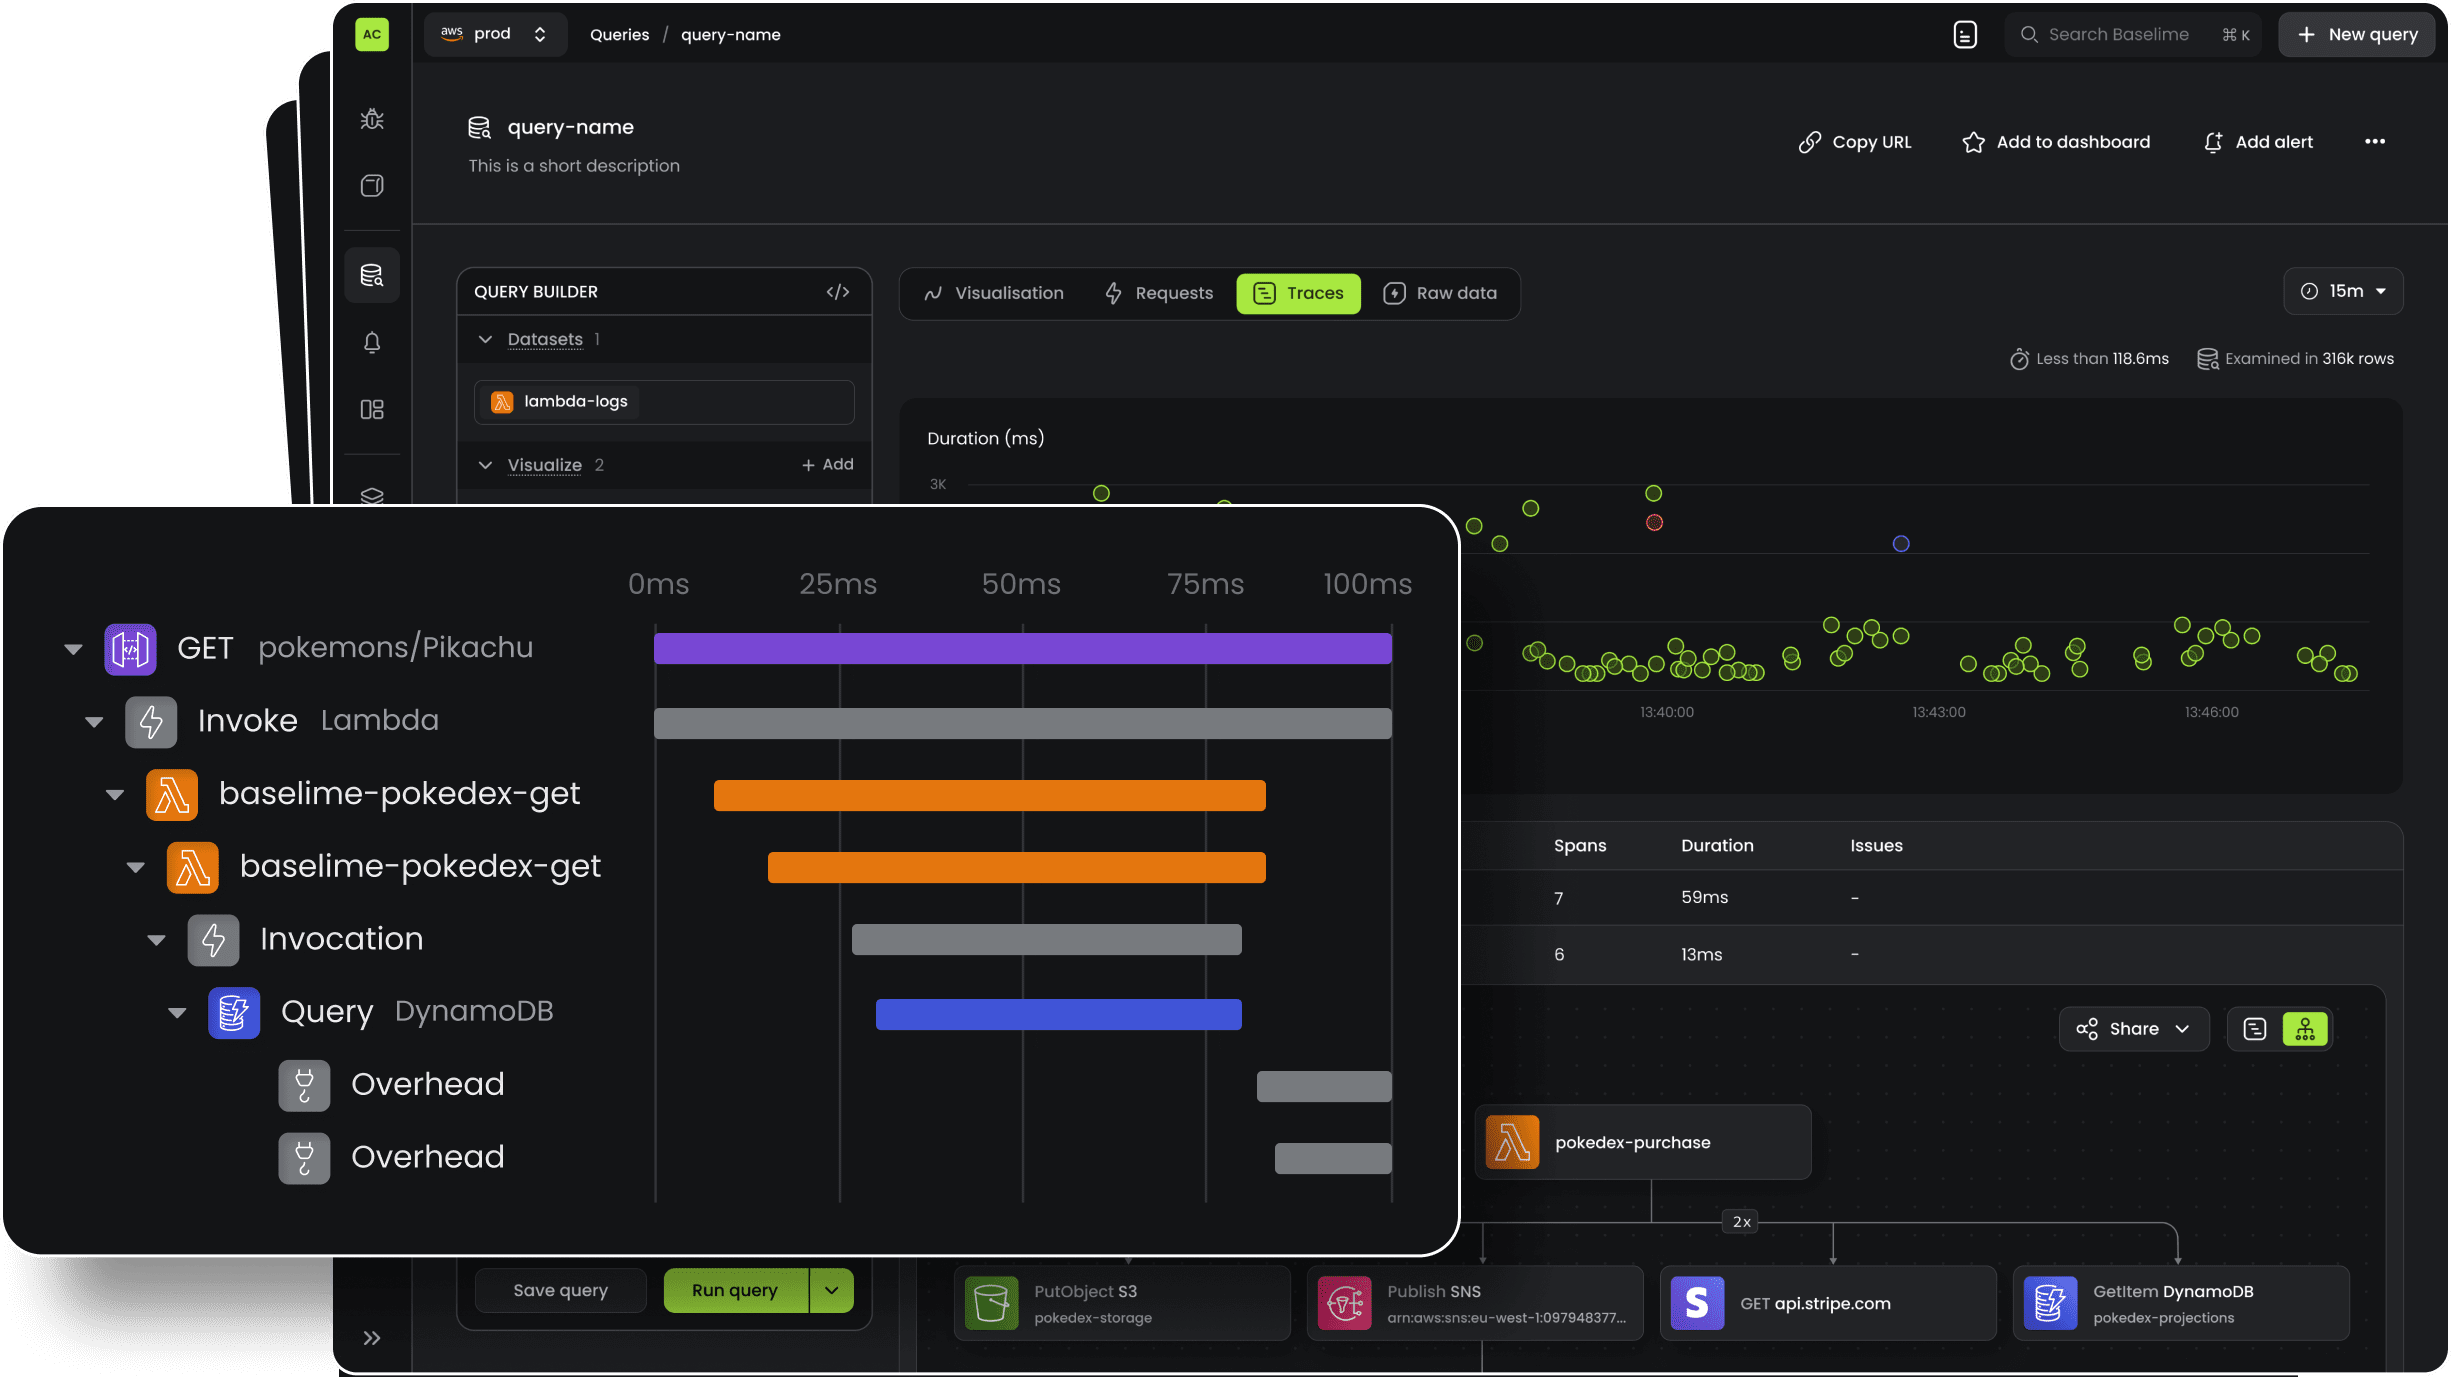 AC
aws prod
Queries / query-name
Search Baselime ⌘ K
+ New query
query-name
This is a short description
Copy URL
Add to dashboard
Add alert
QUERY BUILDER </>
Datasets 1
lambda-logs
Visualize 2 + Add
Visualisation
Requests
Traces
Raw data
15m
Less than 118.6ms
Examined in 316k rows
Duration (ms)
3K
13:40:00 13:43:00 13:46:00
0ms 25ms 50ms 75ms 100ms
GET pokemons/Pikachu
Invoke Lambda
baselime-pokedex-get
baselime-pokedex-get
Invocation
Query DynamoDB
Overhead
Overhead
Spans Duration Issues
7 59ms -
6 13ms -
Share
pokedex-purchase
2x
PutObject S3
pokedex-storage
Publish SNS
arn:aws:sns:eu-west-1:097948377...
S
GET api.stripe.com
GetItem DynamoDB
pokedex-projections
Save query
Run query